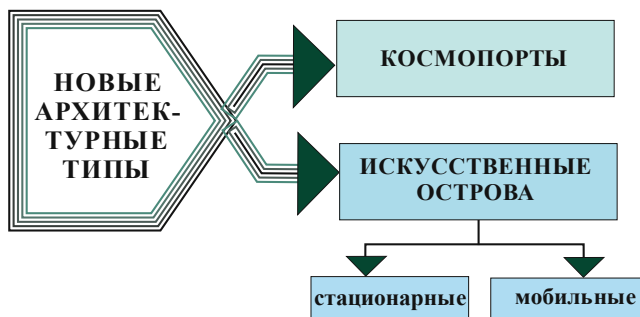 НОВЫЕ
АРХИТЕК-
ТУРНЫЕ
ТИПЫ
КОСМОПОРТЫ
ИСКУССТВЕННЫЕ
ОСТРОВА
стационарные
мобильные